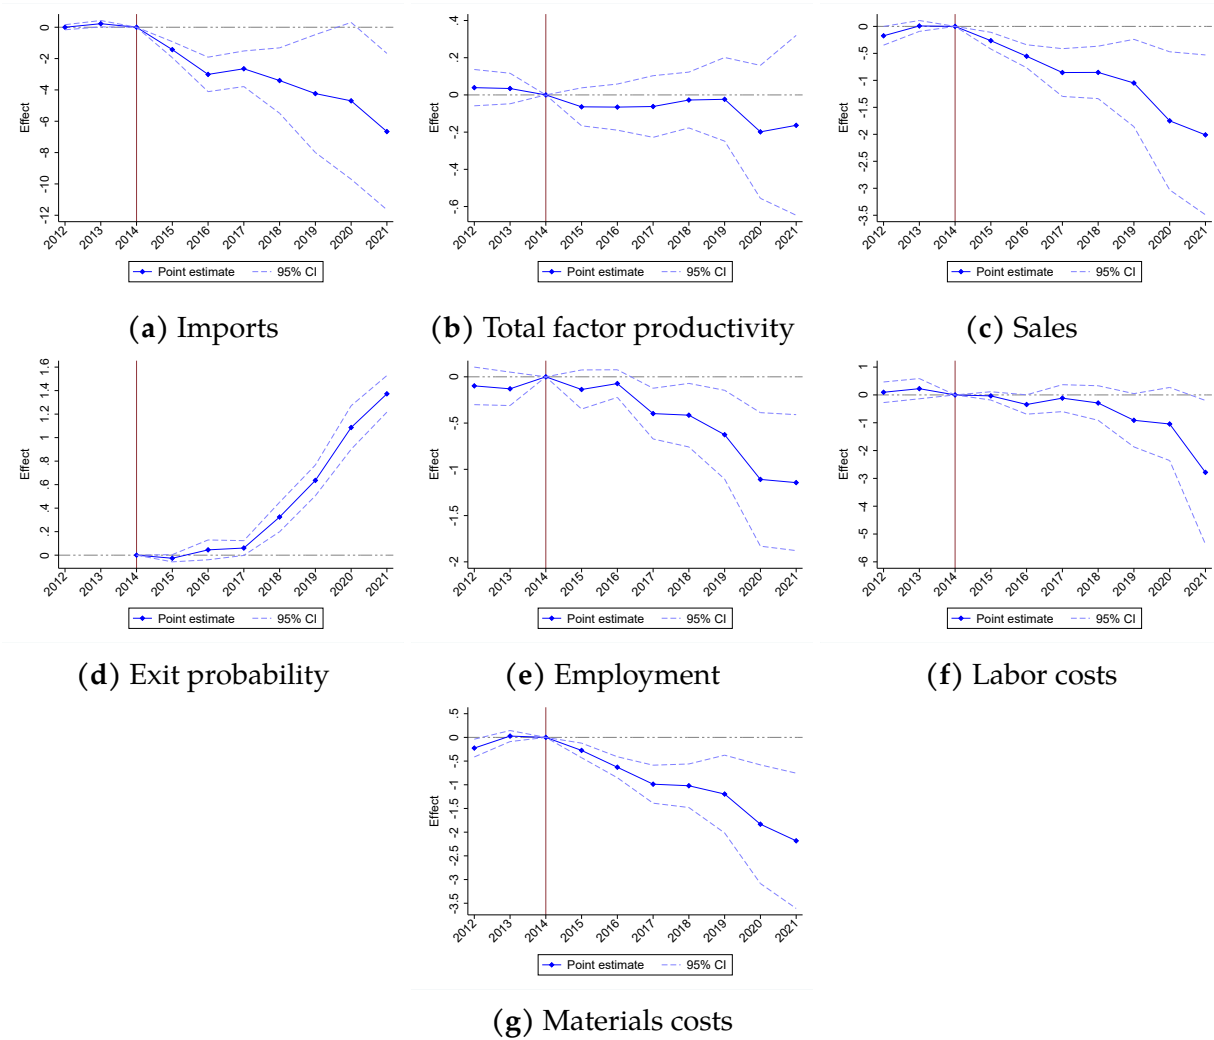 Effect
0
-2
-4
-6
-8
-10
-12
2012 2013 2014 2015 2016 2017 2018 2019 2020 2021
Point estimate 95% CI
(a) Imports
Effect
.4
.2
0
-.2
-.4
-.6
2012 2013 2014 2015 2016 2017 2018 2019 2020 2021
Point estimate 95% CI
(b) Total factor productivity
Effect
0
-.5
-1
-1.5
-2
-2.5
-3
-3.5
2012 2013 2014 2015 2016 2017 2018 2019 2020 2021
Point estimate 95% CI
(c) Sales
Effect
1.6
1.4
1.2
1
.8
.6
.4
.2
0
2012 2013 2014 2015 2016 2017 2018 2019 2020 2021
Point estimate 95% CI
(d) Exit probability
Effect
0
-.5
-1
-1.5
-2
2012 2013 2014 2015 2016 2017 2018 2019 2020 2021
Point estimate 95% CI
(e) Employment
Effect
1
0
-1
-2
-3
-4
-5
-6
2012 2013 2014 2015 2016 2017 2018 2019 2020 2021
Point estimate 95% CI
(f) Labor costs
Effect
.5
0
-.5
-1
-1.5
-2
-2.5
-3
-3.5
2012 2013 2014 2015 2016 2017 2018 2019 2020 2021
Point estimate 95% CI
(g) Materials costs